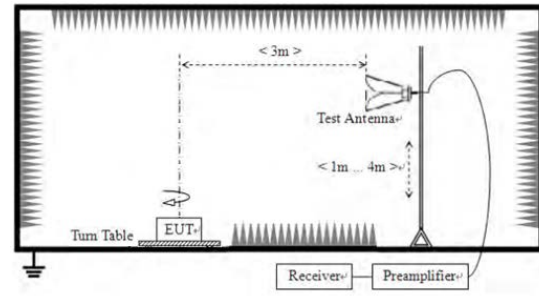 < 3m >
Test Antenna
< 1m ... 4m >
EUT
Turn Table
Receiver
Preamplifier